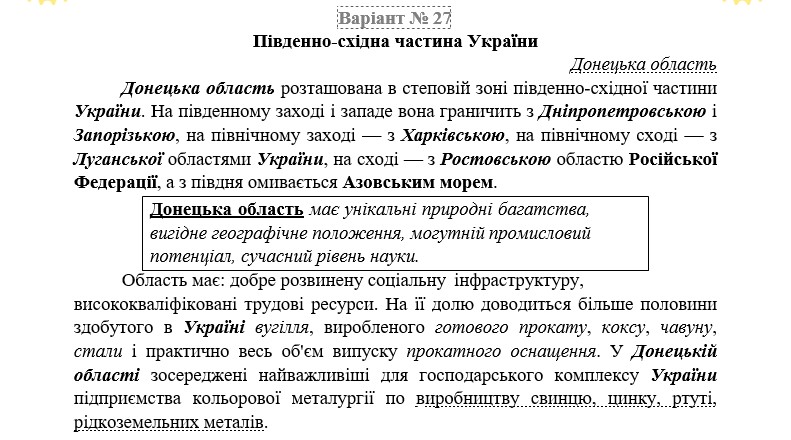 Варіант № 27
Південно-східна частина України
Донецька область
Донецька область розташована в степовій зоні південно-східної частини
України. На південному заході і западе вона граничить з Дніпропетровською і
Запорізькою, на північному заході — з Харківською, на північному сході — з
Луганської областями України, на сході — з Ростовською областю Російської
Федерації, а з півдня омивається Азовським морем.
Донецька область має унікальні природні багатства,
вигідне географічне положення, могутній промисловий
потенціал, сучасний рівень науки.
Область має: добре розвинену соціальну інфраструктуру,
висококваліфіковані трудові ресурси. На її долю доводиться більше половини
здобутого в Україні вугілля, виробленого готового прокату, коксу, чавуну,
стали і практично весь об'єм випуску прокатного оснащення. У Донецькій
області зосереджені найважливіші для господарського комплексу України
підприємства кольорової металургії по виробництву свинцю, цинку, ртуті,
рідкоземельних металів.